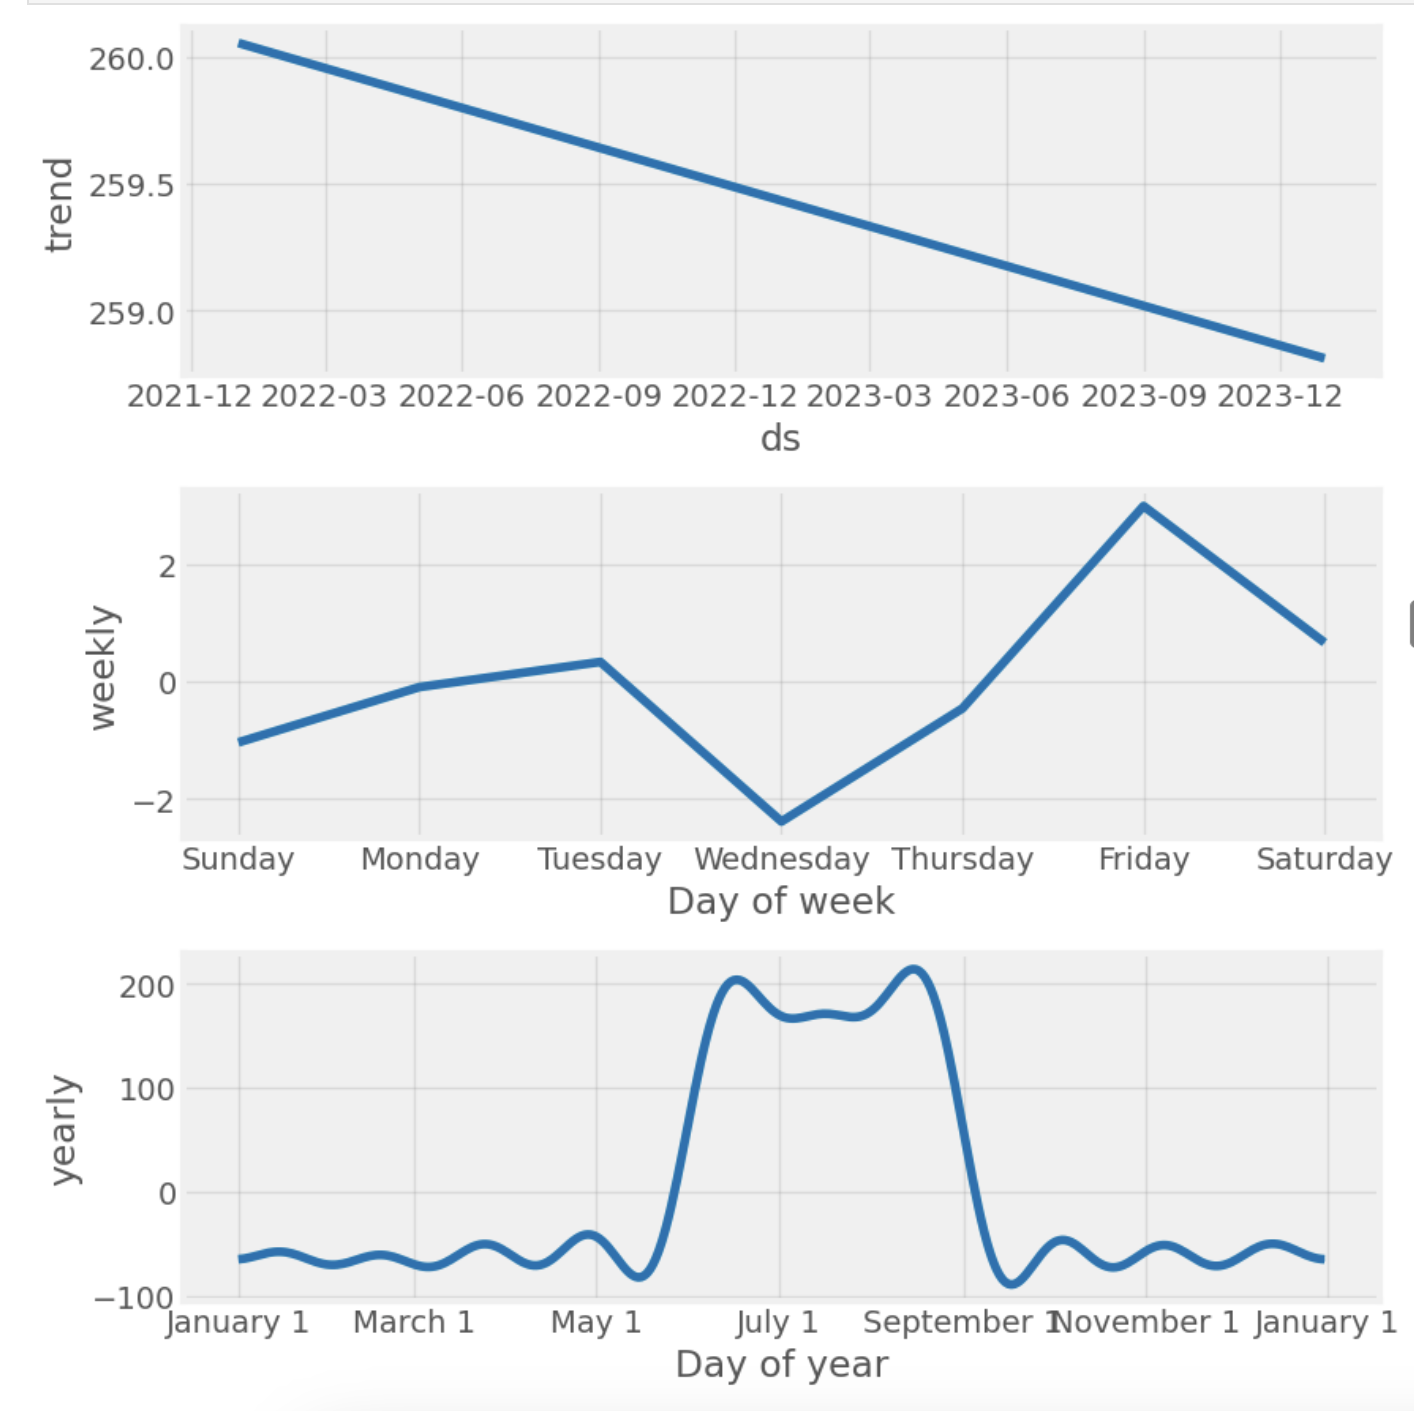 260.0
259.5
259.0
trend
2021-12 2022-03 2022-06 2022-09 2022-12 2023-03 2023-06 2023-09 2023-12
ds
2
0
−2
weekly
Sunday Monday Tuesday Wednesday Thursday Friday Saturday
Day of week
200
100
0
−100
yearly
January 1 March 1 May 1 July 1 September 1 November 1 January 1
Day of year